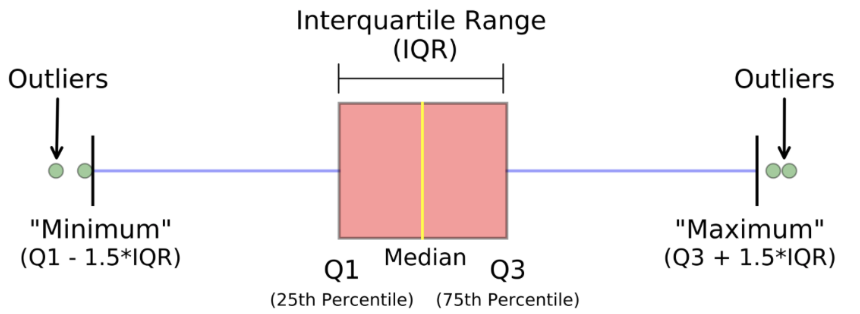 Interquartile Range
(IQR)
Outliers
Outliers
"Minimum"
(Q1 - 1.5*IQR)
"Maximum"
(Q3 + 1.5*IQR)
Q1
Median
Q3
(25th Percentile)
(75th Percentile)